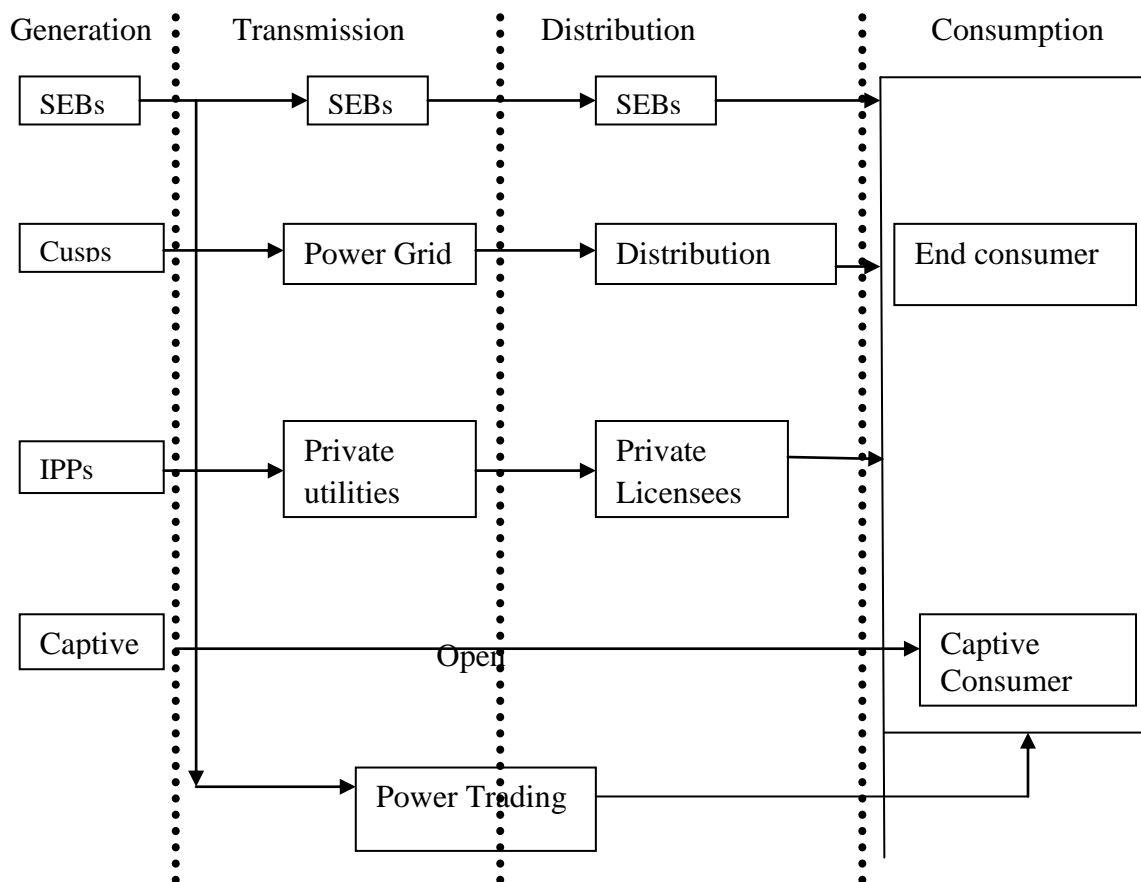 Generation Transmission Distribution Consumption
SEBs SEBs SEBs
Cusps Power Grid Distribution End consumer
IPPs Private utilities Private Licensees
Captive Open Captive Consumer
Power Trading